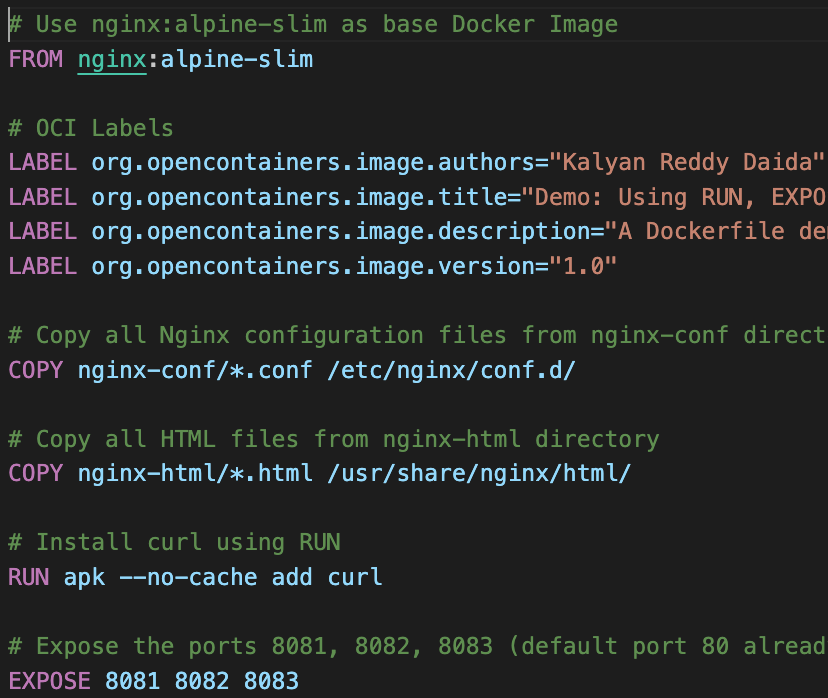 # Use nginx:alpine-slim as base Docker Image
FROM nginx:alpine-slim
# OCI Labels
LABEL org.opencontainers.image.authors="Kalyan Reddy Daida"
LABEL org.opencontainers.image.title="Demo: Using RUN, EXPO
LABEL org.opencontainers.image.description="A Dockerfile de
LABEL org.opencontainers.image.version="1.0"
# Copy all Nginx configuration files from nginx-conf direct
COPY nginx-conf/*.conf /etc/nginx/conf.d/
# Copy all HTML files from nginx-html directory
COPY nginx-html/*.html /usr/share/nginx/html/
# Install curl using RUN
RUN apk --no-cache add curl
# Expose the ports 8081, 8082, 8083 (default port 80 alread
EXPOSE 8081 8082 8083